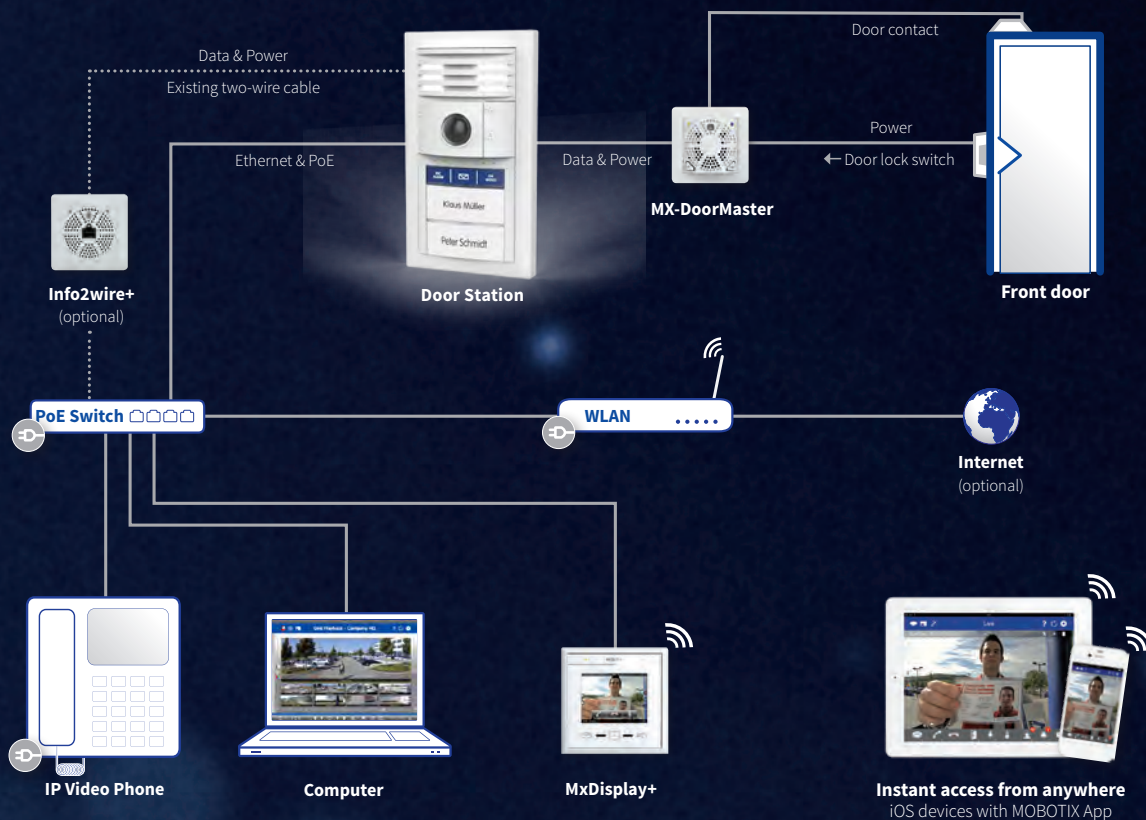 Door contact
Data & Power
Existing two-wire cable
Ethernet & PoE
Data & Power
Power
← Door lock switch
Klaus Müller
Peter Schmidt
MX-DoorMaster
Info2wire+
(optional)
Door Station
Front door
PoE Switch
WLAN
Internet
(optional)
IP Video Phone
Computer
MxDisplay+
Live
Instant access from anywhere
iOS devices with MOBOTIX App